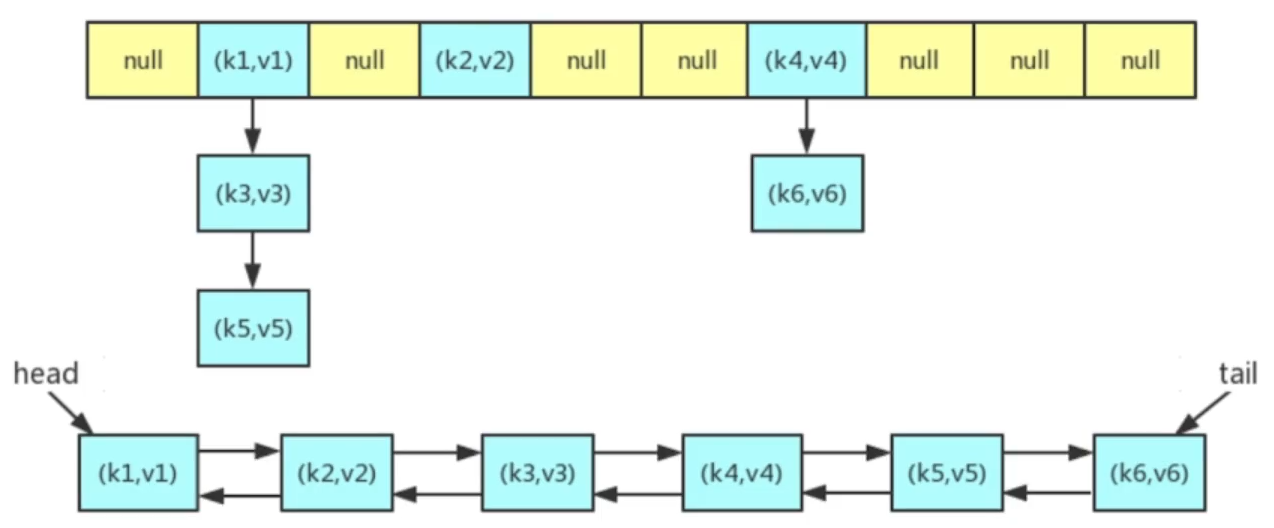 null (k1,v1) null (k2,v2) null null (k4,v4) null null null
(k3,v3) (k6,v6)
(k5,v5)
head tail
(k1,v1) (k2,v2) (k3,v3) (k4,v4) (k5,v5) (k6,v6)